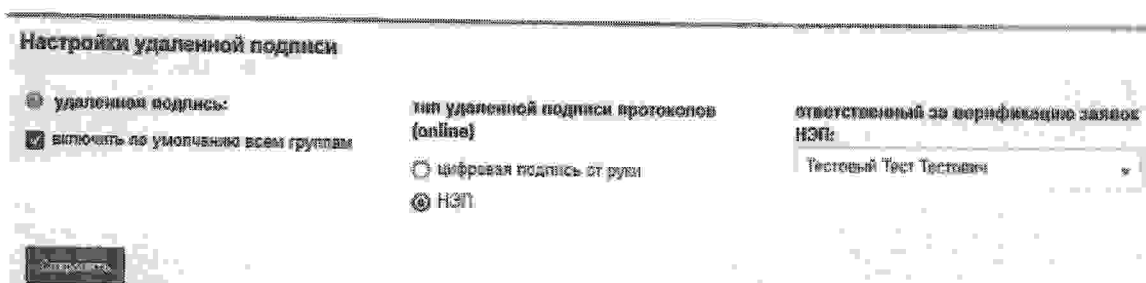 Настройки удаленной подписи
удаленная подпись:
включить по умолчанию всем группам
тип удаленной подписи протоколов
(online)
цифровая подпись от руки
НЭП
ответственный за верификацию заявок
НЭП:
Тестовый Тест Тестович
Сохранить